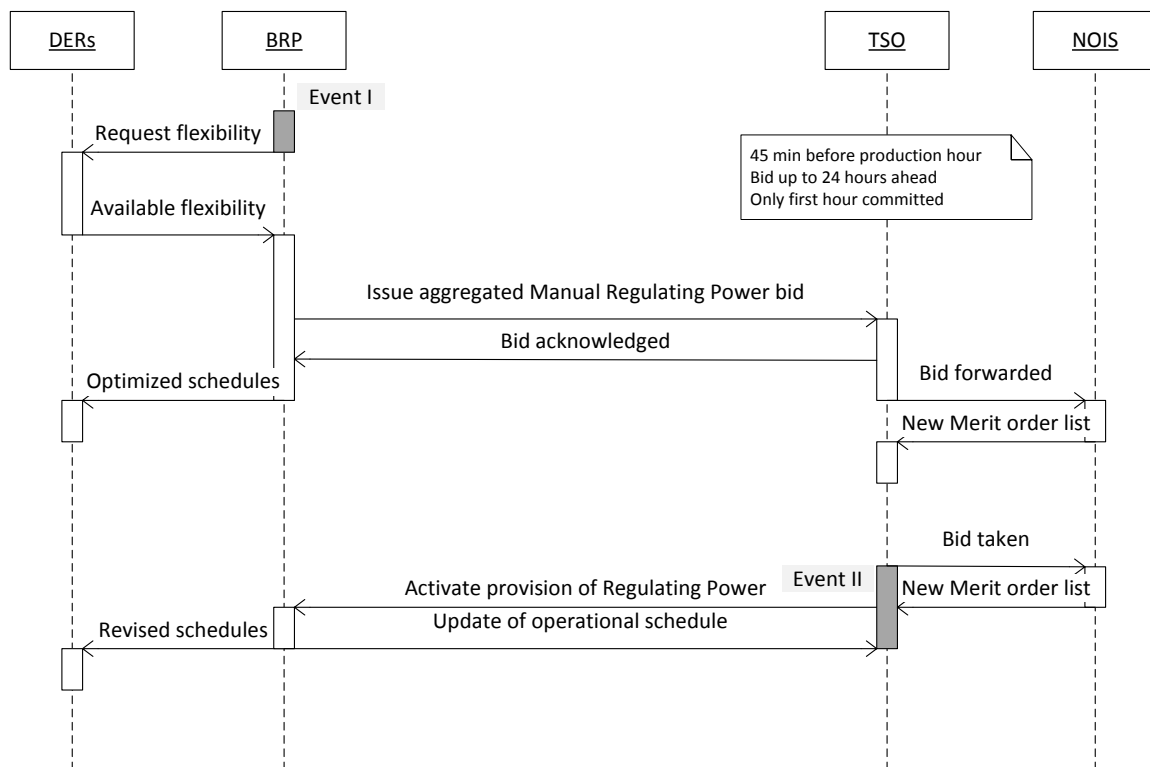 DERs
BRP
TSO
NOIS
Event I
Request flexibility
45 min before production hour
Bid up to 24 hours ahead
Only first hour committed
Available flexibility
Issue aggregated Manual Regulating Power bid
Bid acknowledged
Optimized schedules
Bid forwarded
New Merit order list
Bid taken
Event II
Activate provision of Regulating Power
New Merit order list
Update of operational schedule
Revised schedules